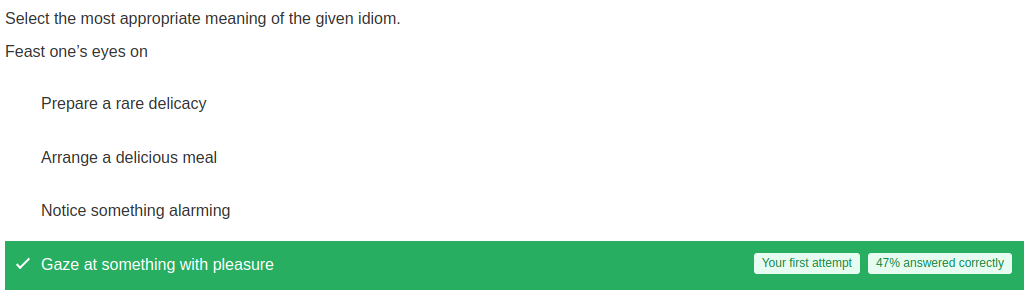 Select the most appropriate meaning of the given idiom.
Feast one’s eyes on
Prepare a rare delicacy
Arrange a delicious meal
Notice something alarming
Gaze at something with pleasure Your first attempt 47% answered correctly